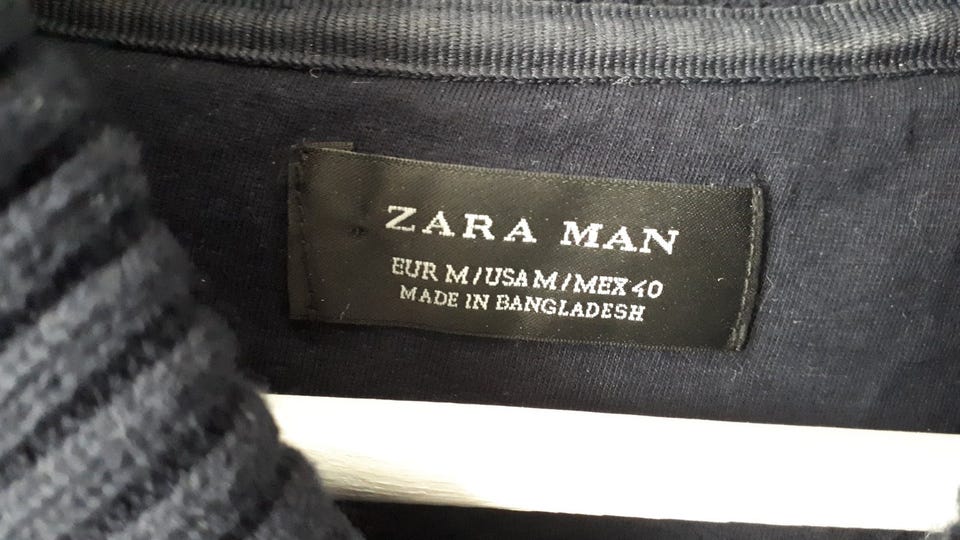 ZARA MAN
EUR M/USA M/MEX 40
MADE IN BANGLADESH